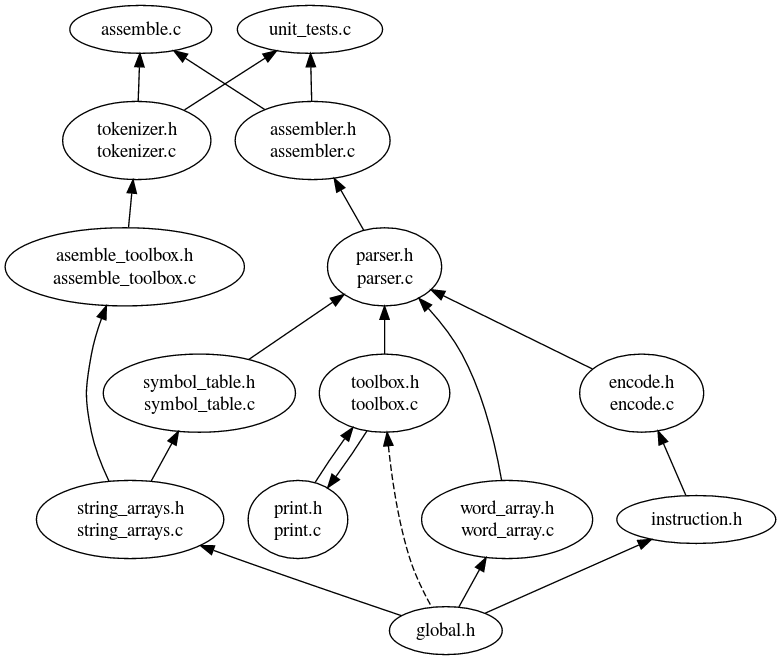 assemble.c
unit_tests.c
tokenizer.h
tokenizer.c
assembler.h
assembler.c
asemble_toolbox.h
assemble_toolbox.c
parser.h
parser.c
symbol_table.h
symbol_table.c
toolbox.h
toolbox.c
encode.h
encode.c
string_arrays.h
string_arrays.c
print.h
print.c
word_array.h
word_array.c
instruction.h
global.h